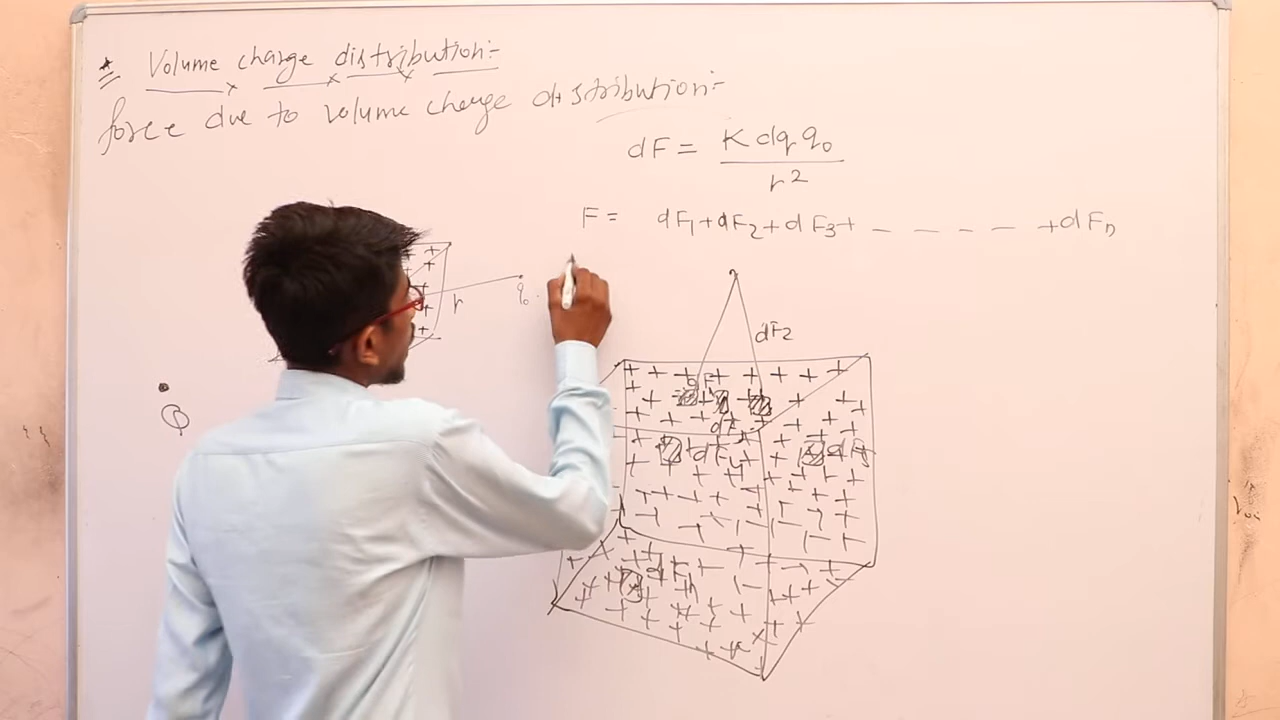 * Volume charge distribution:-
force due to volume charge distribution:-
dF = K dq q₀ / r²
F = dF₁ + dF₂ + dF₃ + - - - - + dFₙ
r q₀
dF₂
Q